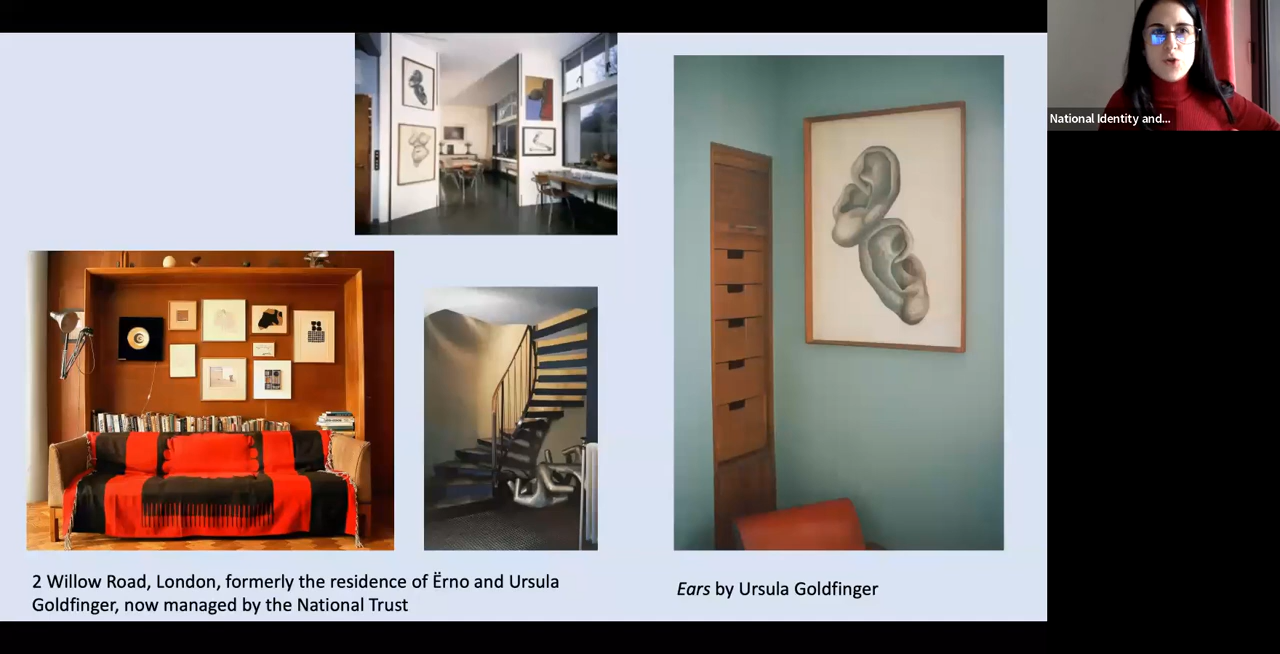 National Identity and...
2 Willow Road, London, formerly the residence of Ërno and Ursula
Goldfinger, now managed by the National Trust
Ears by Ursula Goldfinger